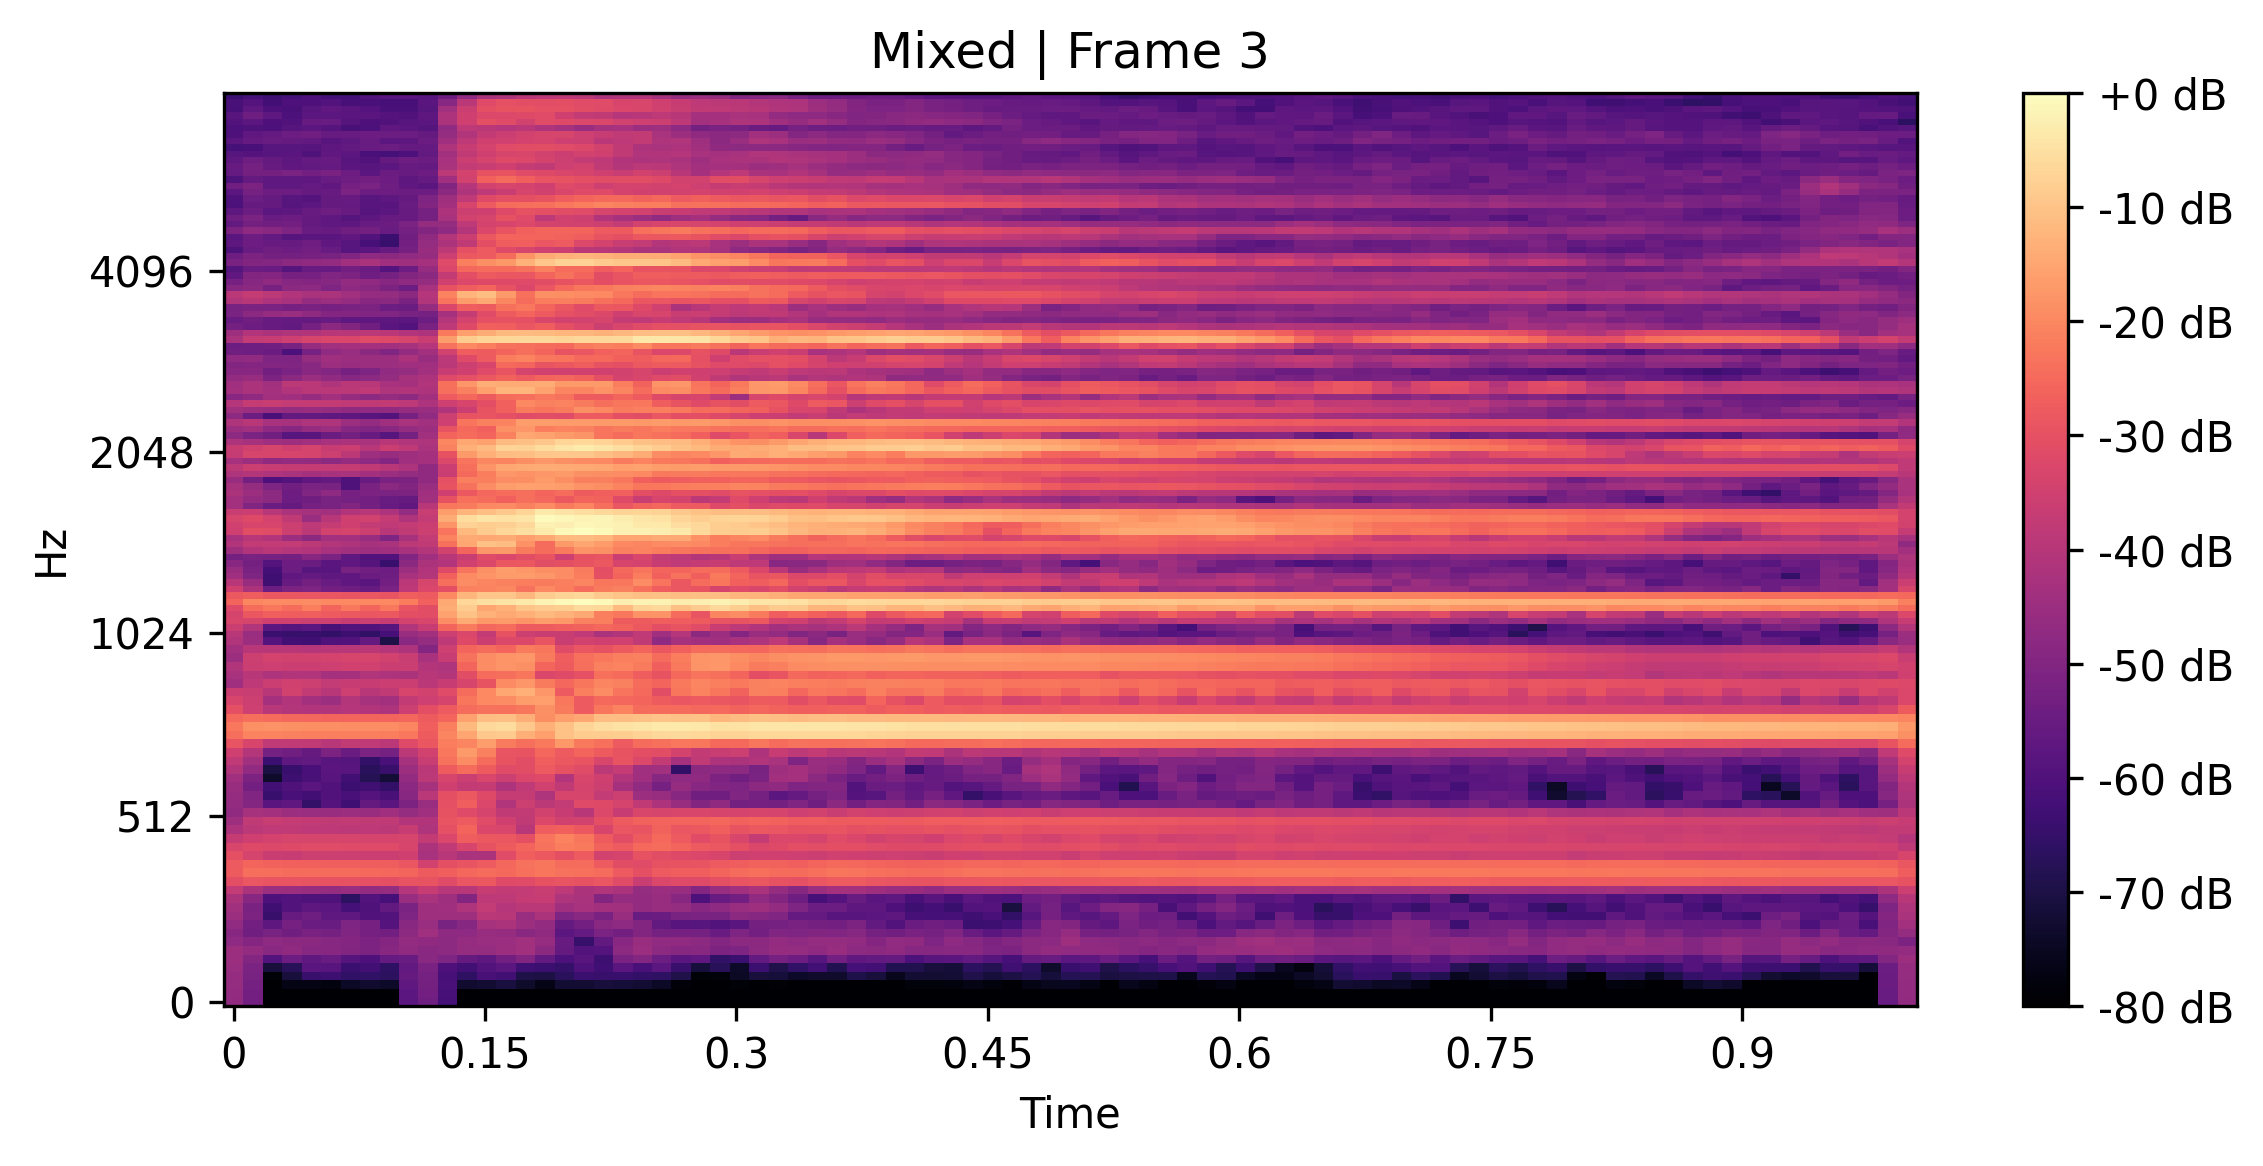 Mixed | Frame 3
Hz
4096
2048
1024
512
0
0 0.15 0.3 0.45 0.6 0.75 0.9
Time
+0 dB
-10 dB
-20 dB
-30 dB
-40 dB
-50 dB
-60 dB
-70 dB
-80 dB